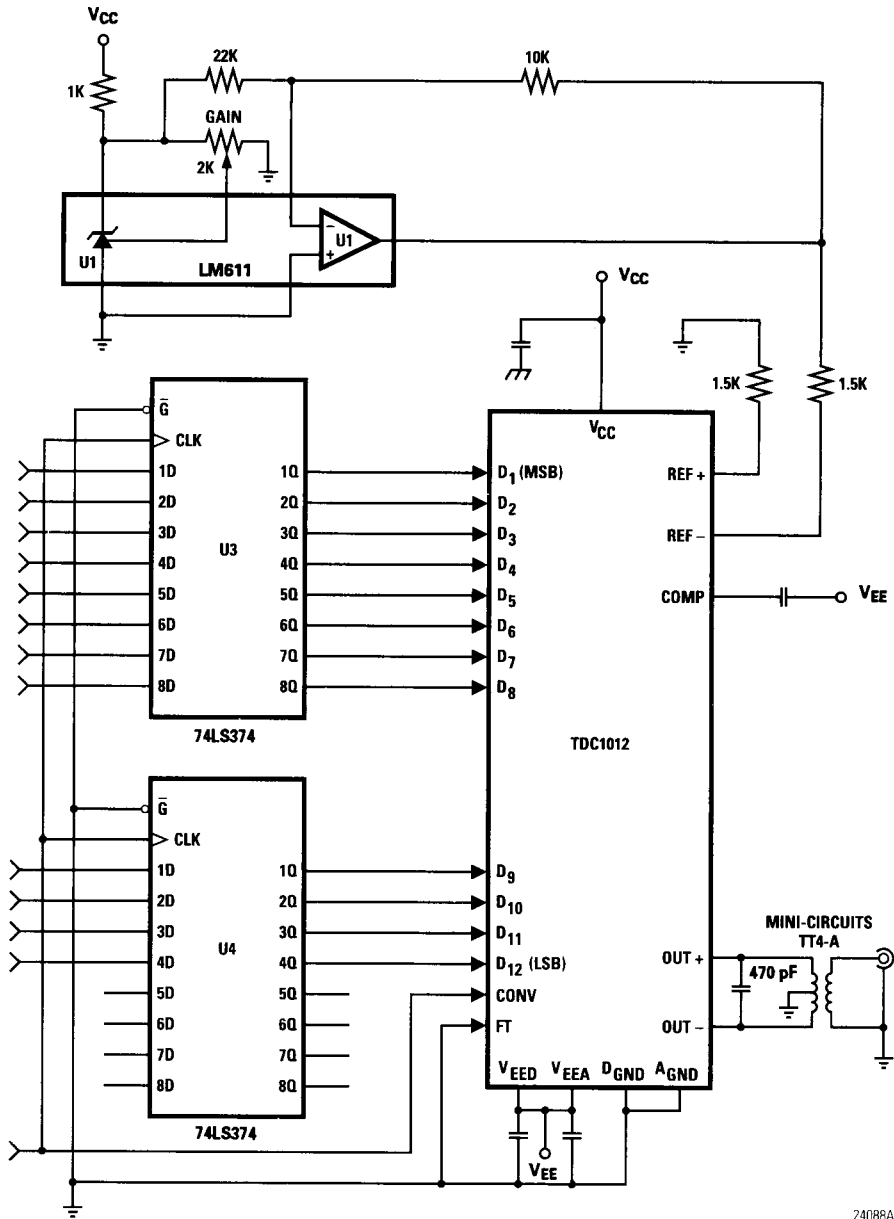 VCC
22K
10K
1K
GAIN
2K
U1
−
+
U1
LM611
VCC
1.5K
1.5K
G̅
CLK
1D
2D
3D
4D
5D
6D
7D
8D
U3
1Q
2Q
3Q
4Q
5Q
6Q
7Q
8Q
74LS374
VCC
D1 (MSB)
D2
D3
D4
D5
D6
D7
D8
REF +
REF −
COMP
VEE
TDC1012
G̅
CLK
1D
2D
3D
4D
5D
6D
7D
8D
U4
1Q
2Q
3Q
4Q
5Q
6Q
7Q
8Q
74LS374
D9
D10
D11
D12 (LSB)
CONV
FT
OUT +
OUT −
470 pF
MINI-CIRCUITS
TT4-A
VEED
VEEA
DGND
AGND
VEE
24088A